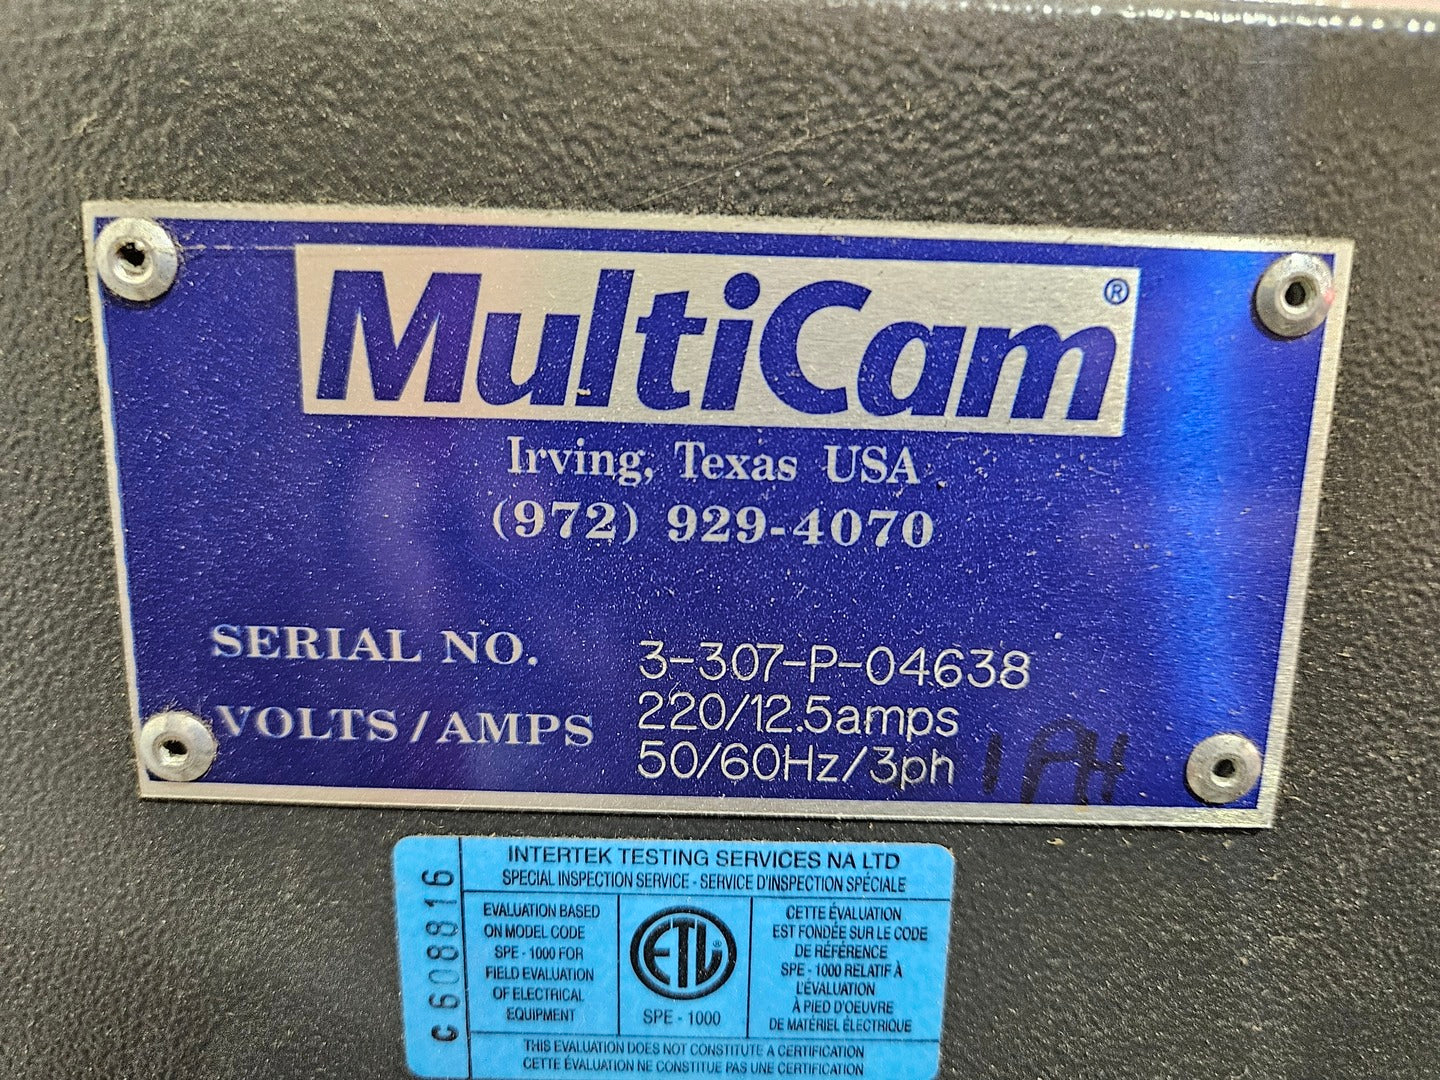 MultiCam®
Irving, Texas USA
(972) 929-4070
SERIAL NO. 3-307-P-04638
VOLTS/AMPS 220/12.5amps
50/60Hz/3ph 1 PH
C608816
INTERTEK TESTING SERVICES NA LTD
SPECIAL INSPECTION SERVICE - SERVICE D'INSPECTION SPÉCIALE
EVALUATION BASED
ON MODEL CODE
SPE - 1000 FOR
FIELD EVALUATION
OF ELECTRICAL
EQUIPMENT
ETL®
SPE - 1000
CETTE ÉVALUATION
EST FONDÉE SUR LE CODE
DE RÉFÉRENCE
SPE - 1000 RELATIF À
L'ÉVALUATION
À PIED D'OEUVRE
DE MATÉRIEL ÉLECTRIQUE
THIS EVALUATION DOES NOT CONSTITUTE A CERTIFICATION
CETTE ÉVALUATION NE CONSTITUE PAS UNE CERTIFICATION